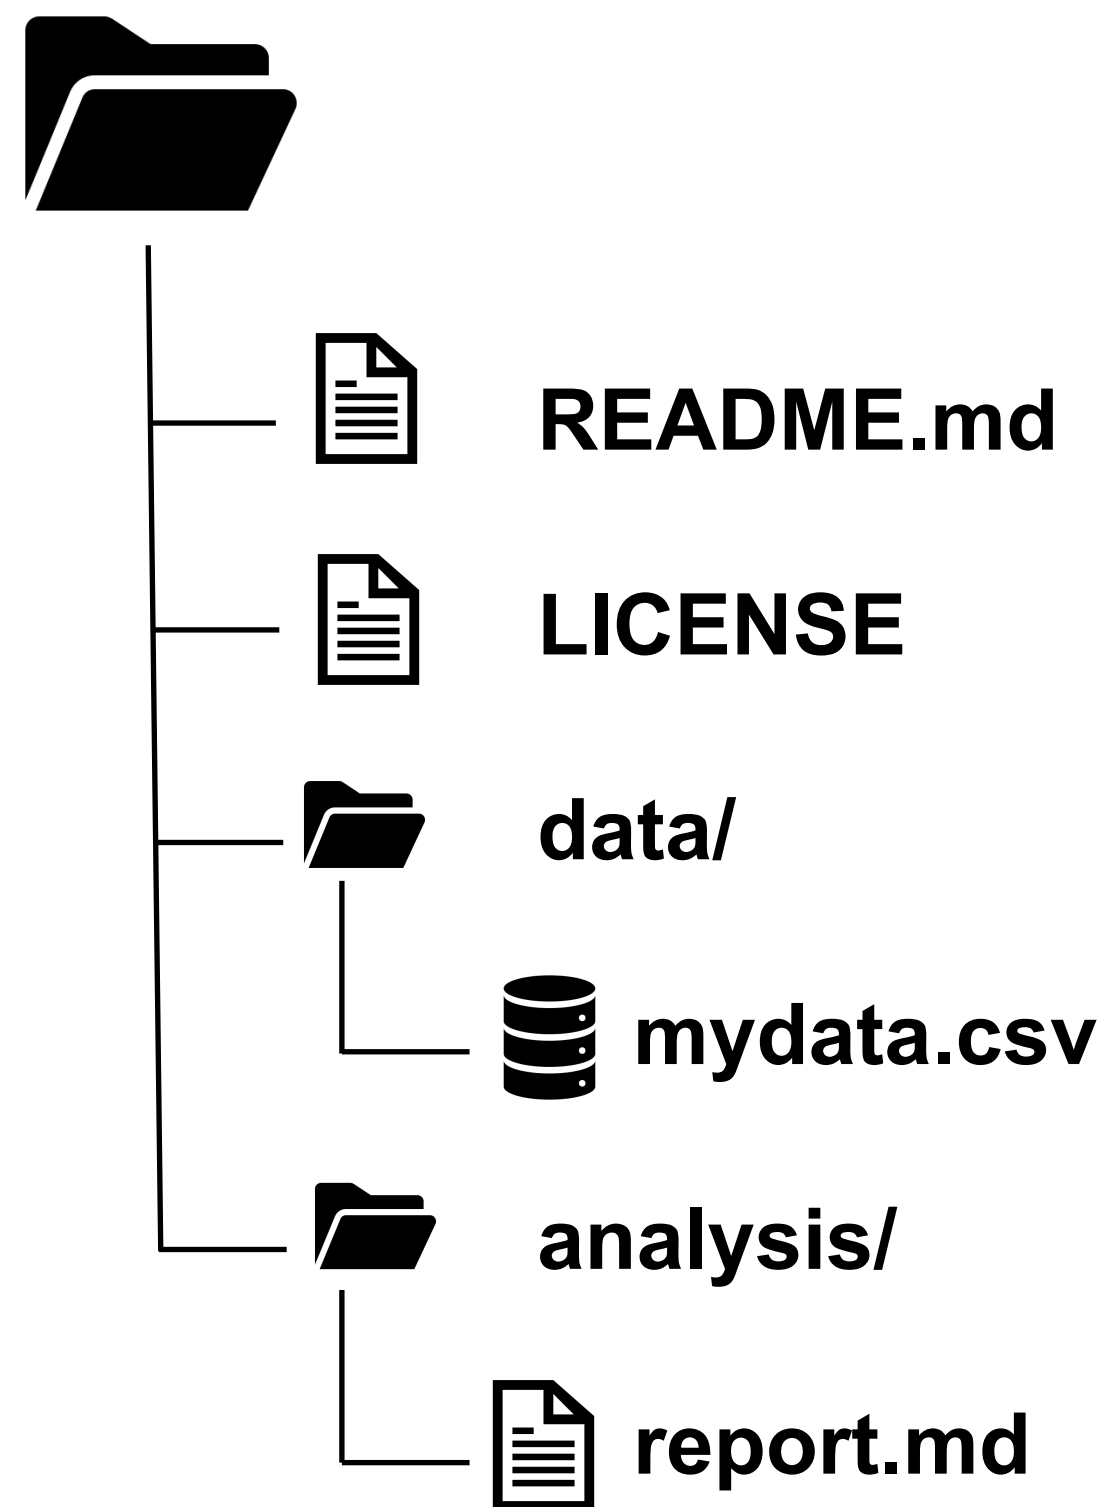 README.md
LICENSE
data/
mydata.csv
analysis/
report.md